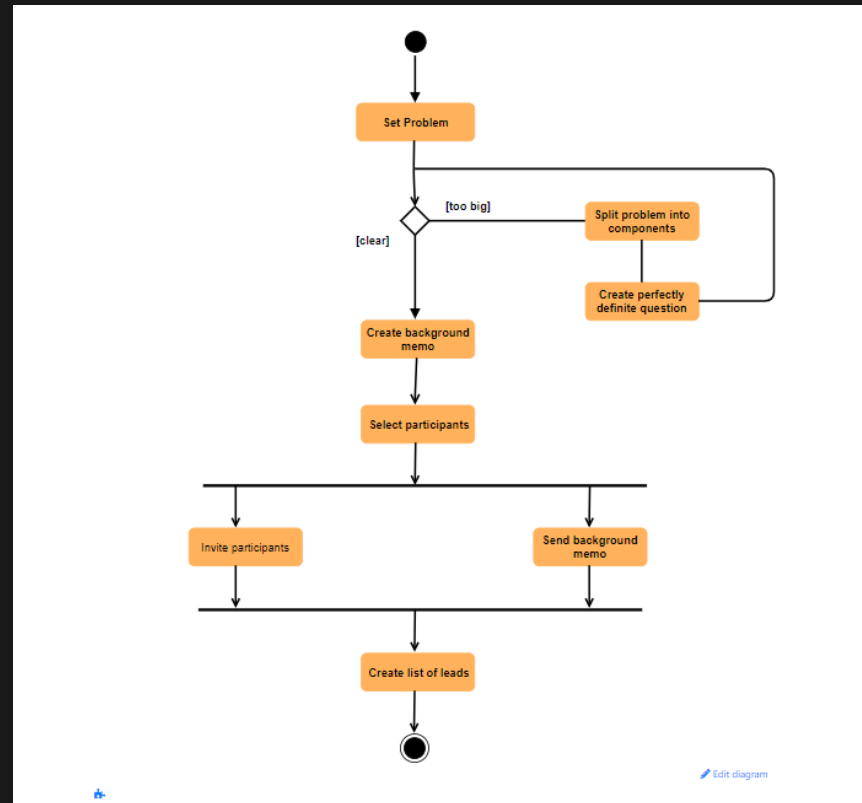 Set Problem
[too big]
Split problem into
components
[clear]
Create perfectly
definite question
Create background
memo
Select participants
Invite participants
Send background
memo
Create list of leads
Edit diagram